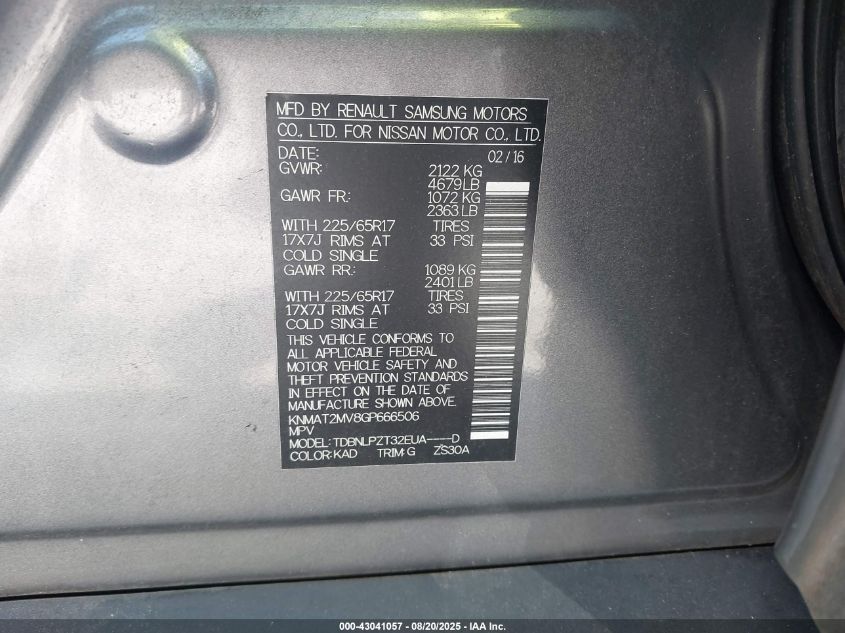 MFD BY RENAULT SAMSUNG MOTORS
CO., LTD. FOR NISSAN MOTOR CO., LTD.
DATE: 02/16
GVWR: 2122 KG
4679 LB
GAWR FR: 1072 KG
2363 LB
WITH 225/65R17 TIRES
17X7J RIMS AT 33 PSI
COLD SINGLE
GAWR RR: 1089 KG
2401 LB
WITH 225/65R17 TIRES
17X7J RIMS AT 33 PSI
COLD SINGLE
THIS VEHICLE CONFORMS TO
ALL APPLICABLE FEDERAL
MOTOR VEHICLE SAFETY AND
THEFT PREVENTION STANDARDS
IN EFFECT ON THE DATE OF
MANUFACTURE SHOWN ABOVE.
KNMAT2MV8GP666506
MPV
MODEL: TDBNLPZT32EUA----D
COLOR: KAD TRIM: G ZS30A
000-43041057 - 08/20/2025 - IAA Inc.